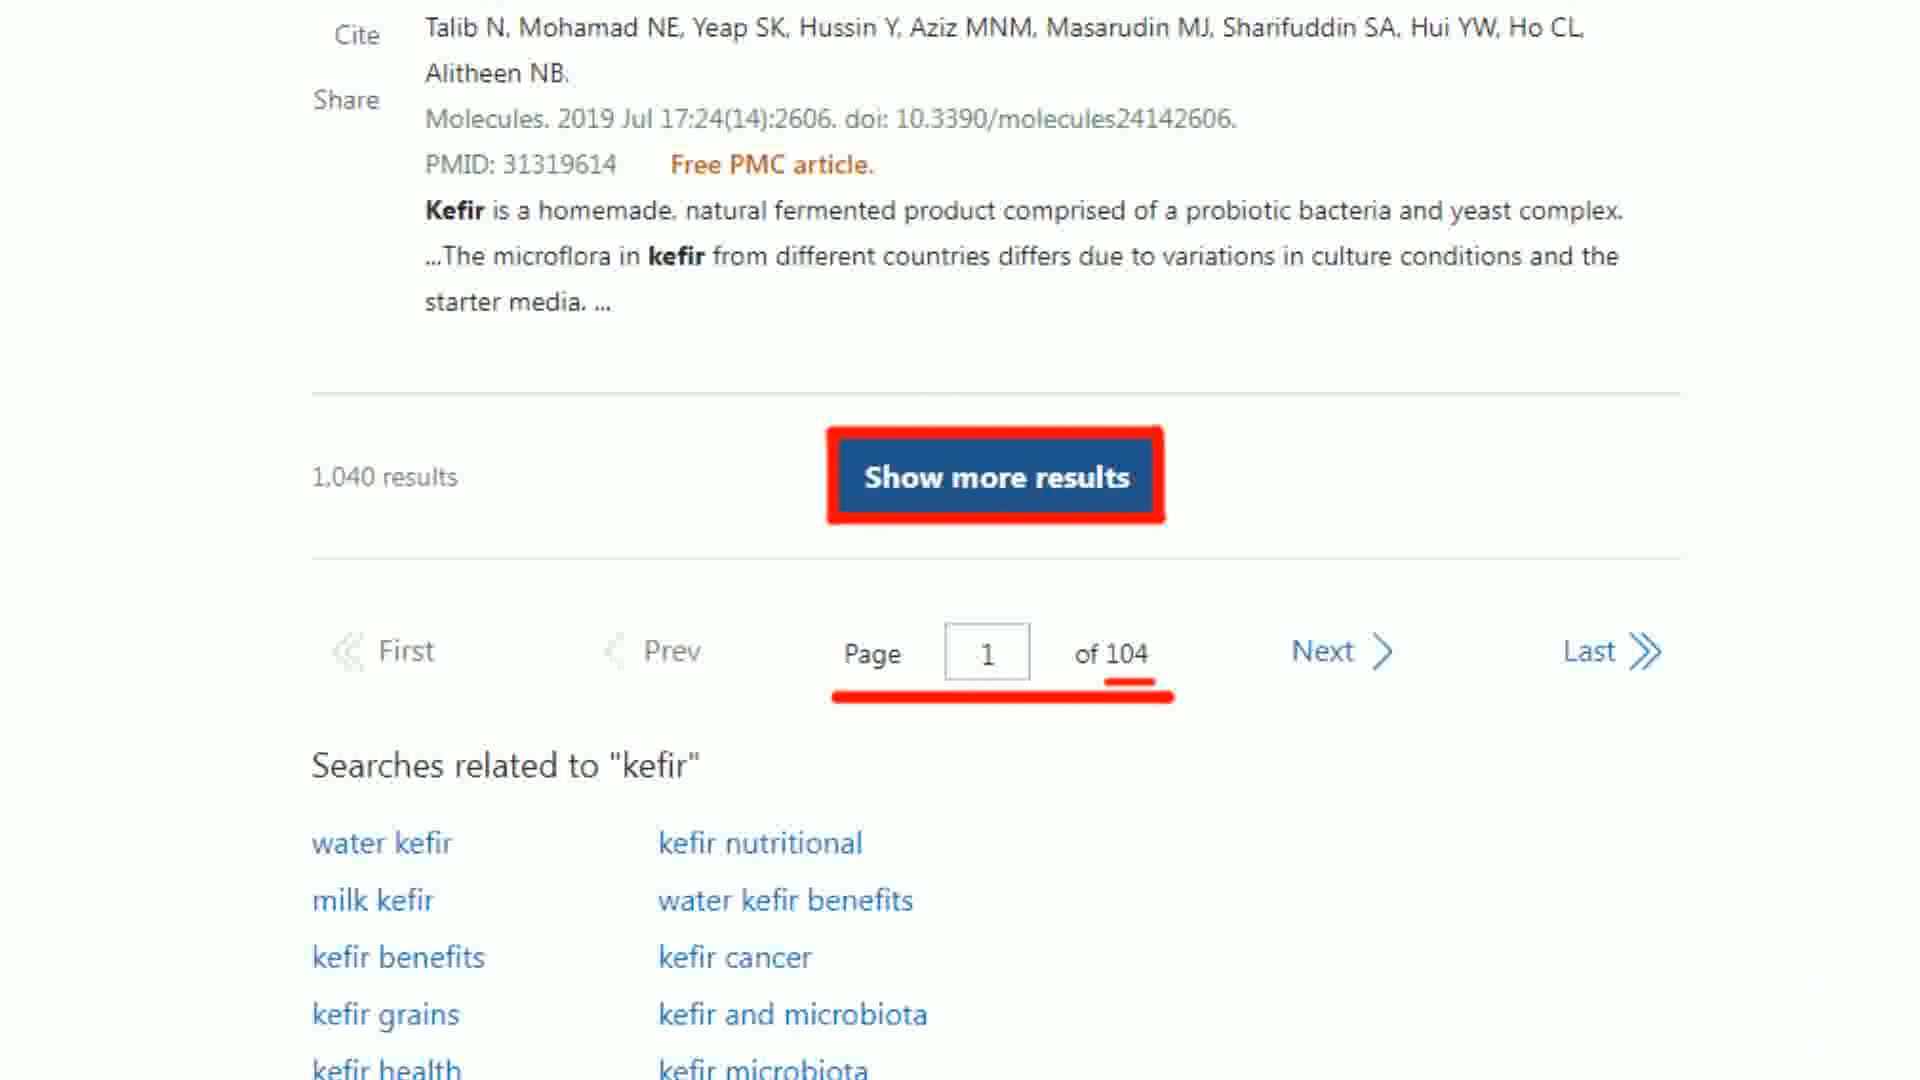 Cite
Talib N, Mohamad NE, Yeap SK, Hussin Y, Aziz MNM, Masarudin MJ, Sharifuddin SA, Hui YW, Ho CL,
Alitheen NB.
Share
Molecules. 2019 Jul 17;24(14):2606. doi: 10.3390/molecules24142606.
PMID: 31319614 Free PMC article.
Kefir is a homemade, natural fermented product comprised of a probiotic bacteria and yeast complex.
...The microflora in kefir from different countries differs due to variations in culture conditions and the
starter media. ...
1,040 results
Show more results
First Prev Page 1 of 104 Next Last
Searches related to "kefir"
water kefir kefir nutritional
milk kefir water kefir benefits
kefir benefits kefir cancer
kefir grains kefir and microbiota
kefir health kefir microbiota